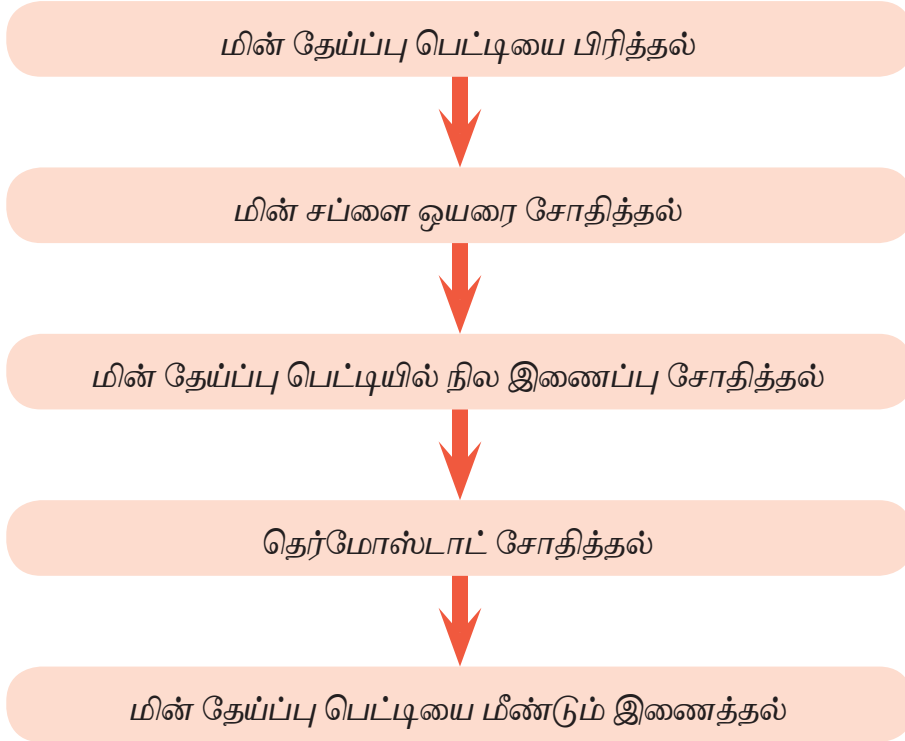 மின் தேய்ப்பு பெட்டியை பிரித்தல்
மின் சப்ளை ஒயரை சோதித்தல்
மின் தேய்ப்பு பெட்டியில் நில இணைப்பு சோதித்தல்
தெர்மோஸ்டாட் சோதித்தல்
மின் தேய்ப்பு பெட்டியை மீண்டும் இணைத்தல்